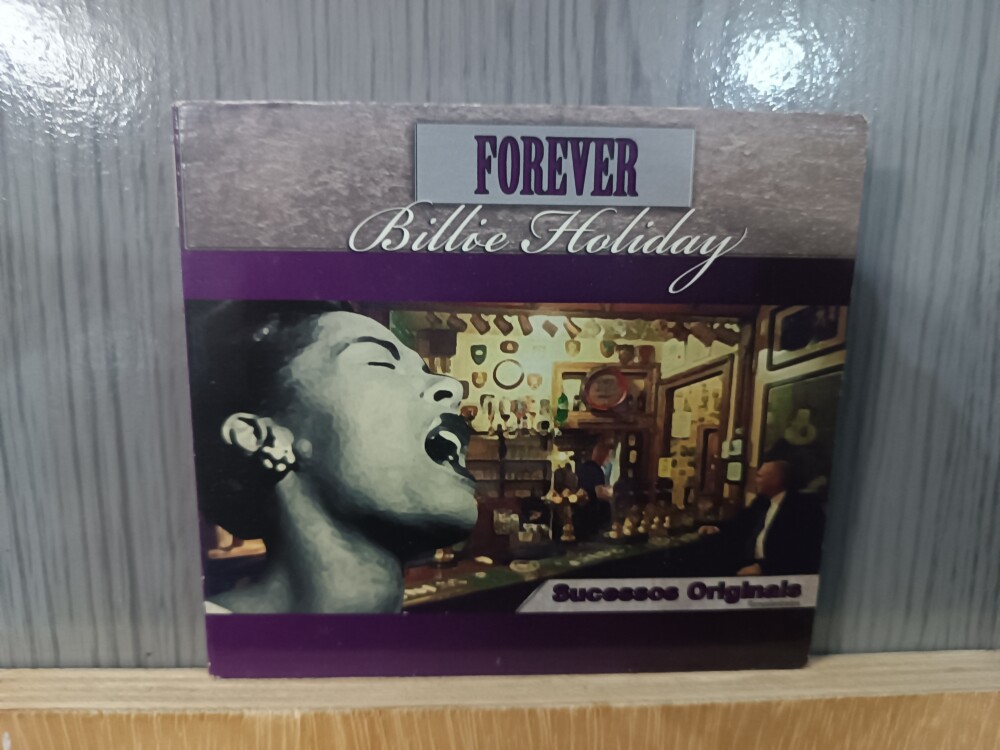 FOREVER
Billie Holiday
Sucessos Originais